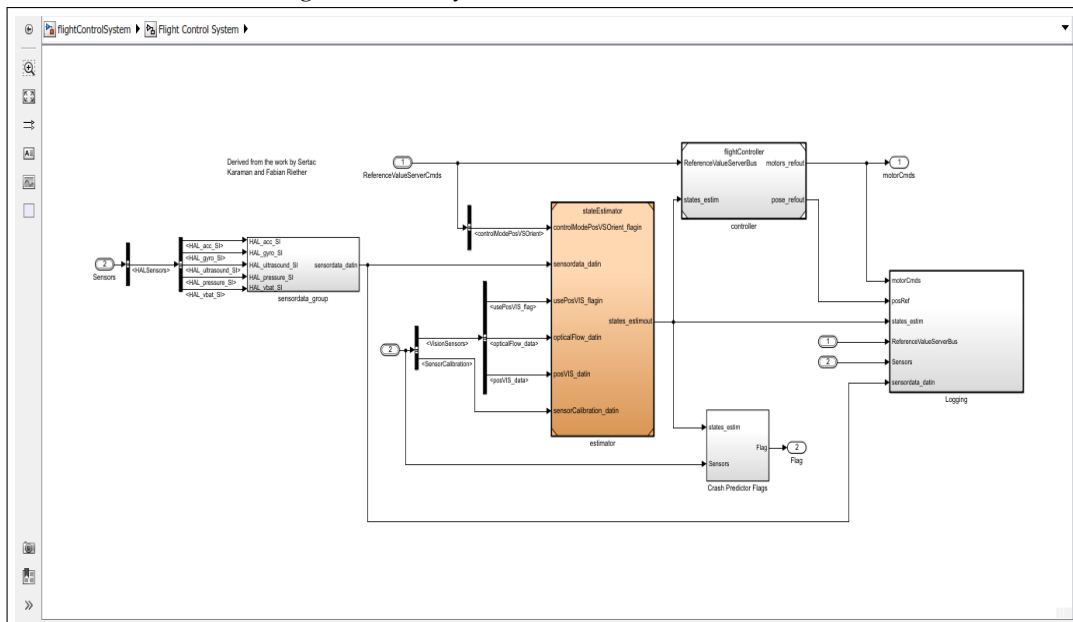 flightControlSystem Flight Control System
Derived from the work by Sertac
Karaman and Fabian Riether
1
ReferenceValueServerCmds
flightController
ReferenceValueServerBus motors_refout
states_estim pose_refout
controller
1
motorCmds
2
Sensors
<HALSensors>
<HAL_acc_SI>
<HAL_gyro_SI>
<HAL_ultrasound_SI>
<HAL_pressure_SI>
<HAL_vbat_SI>
HAL_acc_SI
HAL_gyro_SI
HAL_ultrasound_SI sensordata_datin
HAL_pressure_SI
HAL_vbat_SI
sensordata_group
<controlModePosVSOrient>
2
<VisionSensors>
<SensorCalibration>
<usePosVIS_flag>
<opticalFlow_data>
<posVIS_data>
stateEstimator
controlModePosVSOrient_flagin
sensordata_datin
usePosVIS_flagin
states_estimout
opticalFlow_datin
posVIS_datin
sensorCalibration_datin
estimator
states_estim
Flag
Sensors
Crash Predictor Flags
2
Flag
motorCmds
posRef
states_estim
1
ReferenceValueServerBus
2
Sensors
sensordata_datin
Logging